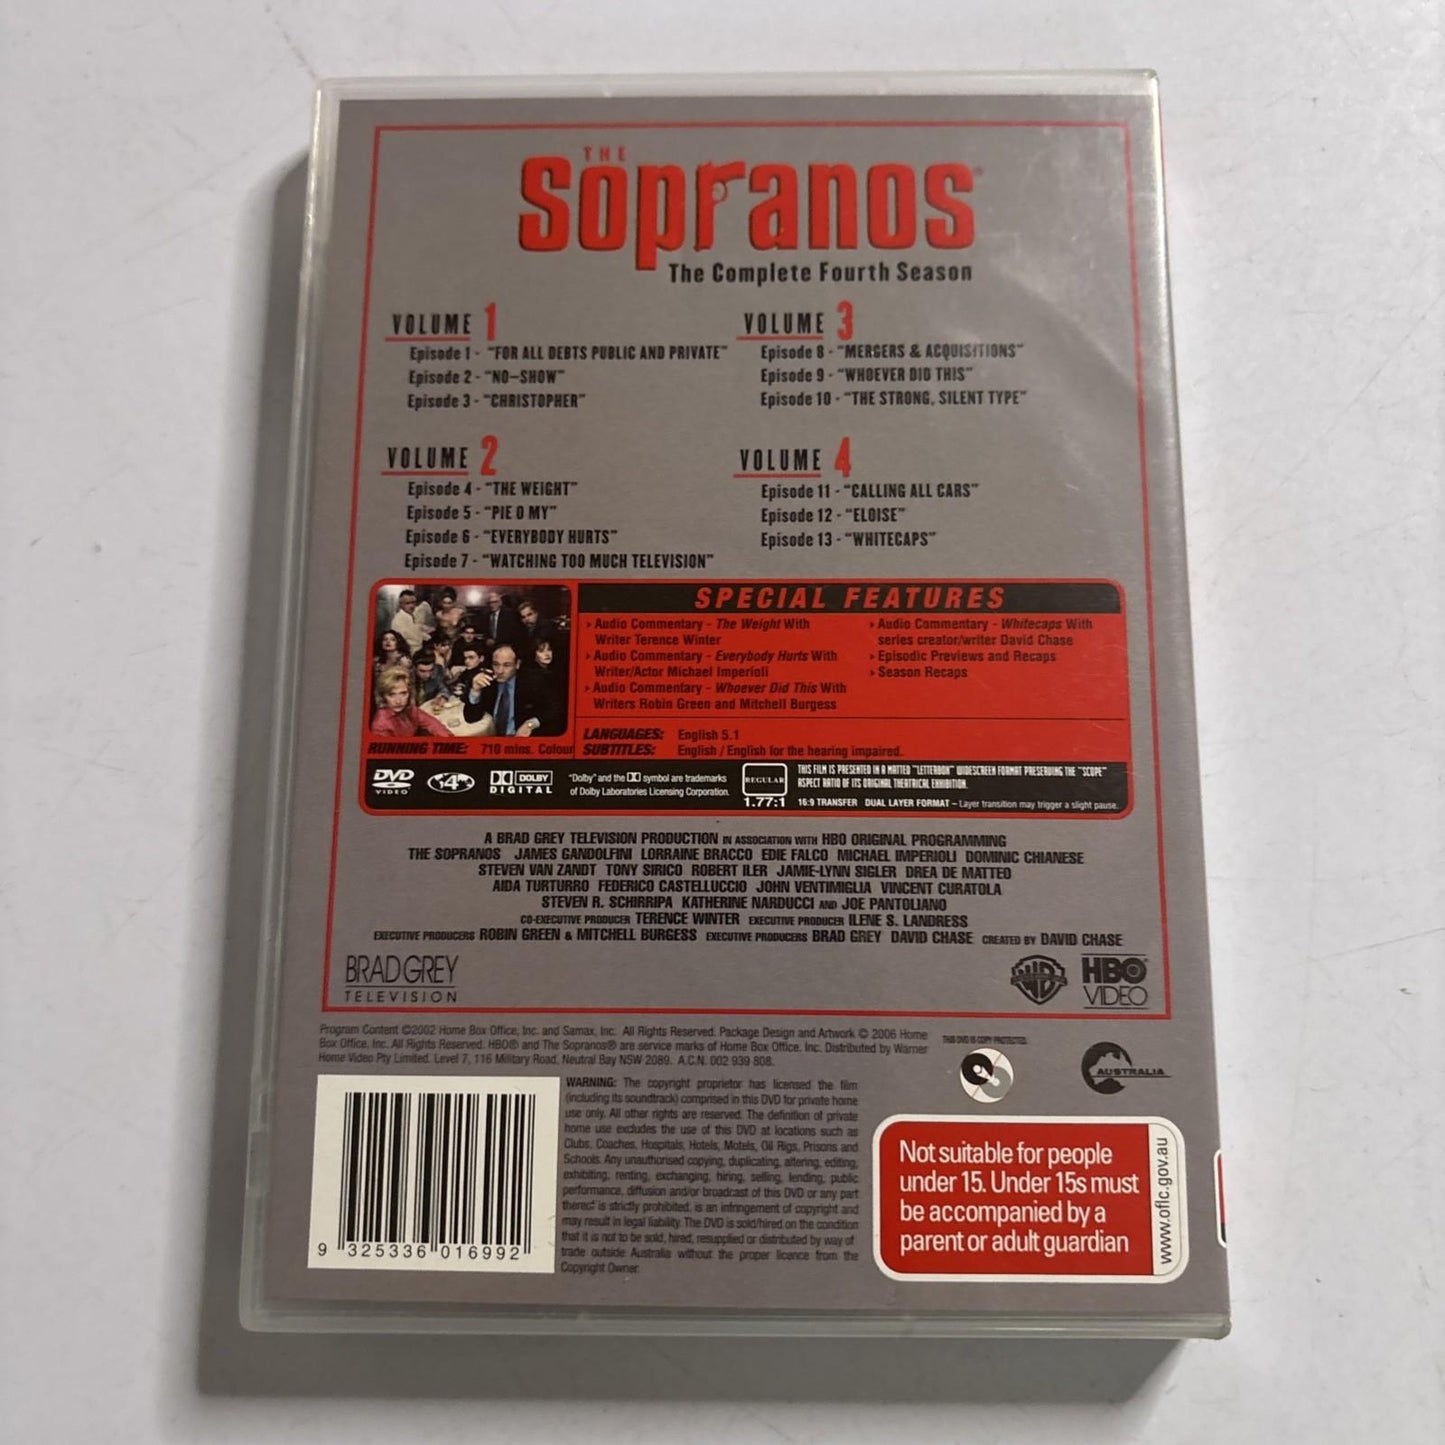 THE
Sopranos
The Complete Fourth Season
VOLUME 1
Episode 1 - "FOR ALL DEBTS PUBLIC AND PRIVATE"
Episode 2 - "NO-SHOW"
Episode 3 - "CHRISTOPHER"
VOLUME 2
Episode 4 - "THE WEIGHT"
Episode 5 - "PIE O MY"
Episode 6 - "EVERYBODY HURTS"
Episode 7 - "WATCHING TOO MUCH TELEVISION"
VOLUME 3
Episode 8 - "MERGERS & ACQUISITIONS"
Episode 9 - "WHOEVER DID THIS"
Episode 10 - "THE STRONG, SILENT TYPE"
VOLUME 4
Episode 11 - "CALLING ALL CARS"
Episode 12 - "ELOISE"
Episode 13 - "WHITECAPS"
SPECIAL FEATURES
Audio Commentary - The Weight With
Writer Terence Winter
Audio Commentary - Everybody Hurts With
Writer/Actor Michael Imperioli
Audio Commentary - Whoever Did This With
Writers Robin Green and Mitchell Burgess
Audio Commentary - Whitecaps With
series creator/writer David Chase
Episodic Previews and Recaps
Season Recaps
RUNNING TIME: 710 mins. Colour
LANGUAGES: English 5.1
SUBTITLES: English / English for the hearing impaired.
DVD VIDEO
4
DOLBY DIGITAL
"Dolby" and the DD symbol are trademarks
of Dolby Laboratories Licensing Corporation.
REGULAR
1.77:1
THIS FILM IS PRESENTED IN A MATTED "LETTERBOX" WIDESCREEN FORMAT PRESERVING THE "SCOPE"
ASPECT RATIO OF ITS ORIGINAL THEATRICAL EXHIBITION.
16:9 TRANSFER DUAL LAYER FORMAT – Layer transition may trigger a slight pause.
A BRAD GREY TELEVISION PRODUCTION IN ASSOCIATION WITH HBO ORIGINAL PROGRAMMING
THE SOPRANOS JAMES GANDOLFINI LORRAINE BRACCO EDIE FALCO MICHAEL IMPERIOLI DOMINIC CHIANESE
STEVEN VAN ZANDT TONY SIRICO ROBERT ILER JAMIE-LYNN SIGLER DREA DE MATTEO
AIDA TURTURRO FEDERICO CASTELLUCCIO JOHN VENTIMIGLIA VINCENT CURATOLA
STEVEN R. SCHIRRIPA KATHERINE NARDUCCI AND JOE PANTOLIANO
CO-EXECUTIVE PRODUCER TERENCE WINTER EXECUTIVE PRODUCER ILENE S. LANDRESS
EXECUTIVE PRODUCERS ROBIN GREEN & MITCHELL BURGESS EXECUTIVE PRODUCERS BRAD GREY DAVID CHASE CREATED BY DAVID CHASE
BRAD GREY
TELEVISION
WB
HBO
VIDEO
Program Content ©2002 Home Box Office, Inc. and Samax, Inc. All Rights Reserved. Package Design and Artwork © 2006 Home
Box Office, Inc. All Rights Reserved. HBO® and The Sopranos® are service marks of Home Box Office. Inc. Distributed by Warner
Home Video Pty Limited. Level 7, 116 Military Road, Neutral Bay NSW 2089. A.C.N. 002 939 808.
THIS DVD IS COPY PROTECTED
AUSTRALIA
WARNING: The copyright proprietor has licensed the film
(including its soundtrack) comprised in this DVD for private home
use only. All other rights are reserved. The definition of private
home use excludes the use of this DVD at locations such as
Clubs, Coaches, Hospitals, Hotels, Motels, Oil Rigs, Prisons and
Schools. Any unauthorised copying, duplicating, altering, editing,
exhibiting, renting, exchanging, hiring, selling, lending, public
performance, diffusion and/or broadcast of this DVD or any part
thereof is strictly prohibited, is an infringement of copyright and
may result in legal liability. The DVD is sold/hired on the condition
that it is not to be sold, hired, resupplied or distributed by way of
trade outside Australia without the proper licence from the
Copyright Owner.
9 325336 016992
Not suitable for people
under 15. Under 15s must
be accompanied by a
parent or adult guardian
www.oflc.gov.au